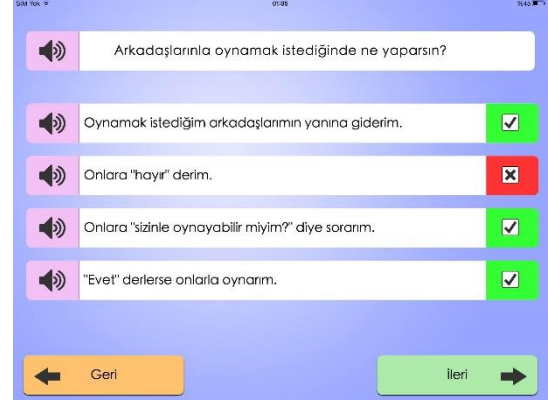 SIM Yok 01:05 %45
Arkadaşlarınla oynamak istediğinde ne yaparsın?
Oynamak istediğim arkadaşlarımın yanına giderim.
Onlara "hayır" derim.
Onlara "sizinle oynayabilir miyim?" diye sorarım.
"Evet" derlerse onlarla oynarım.
Geri
İleri